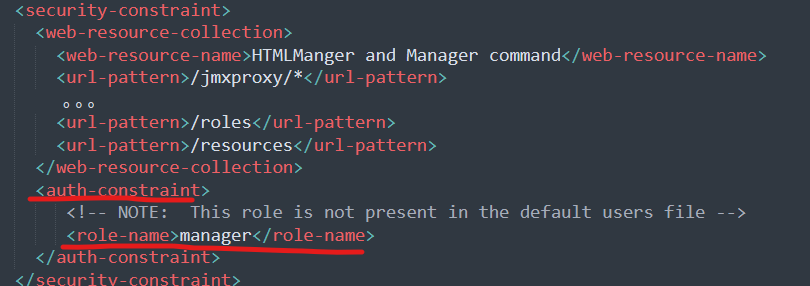 <security-constraint>
<web-resource-collection>
<web-resource-name>HTMLManger and Manager command</web-resource-name>
<url-pattern>/jmxproxy/*</url-pattern>
。。。
<url-pattern>/roles</url-pattern>
<url-pattern>/resources</url-pattern>
</web-resource-collection>
<auth-constraint>
<!-- NOTE:  This role is not present in the default users file -->
<role-name>manager</role-name>
</auth-constraint>
</security-constraint>